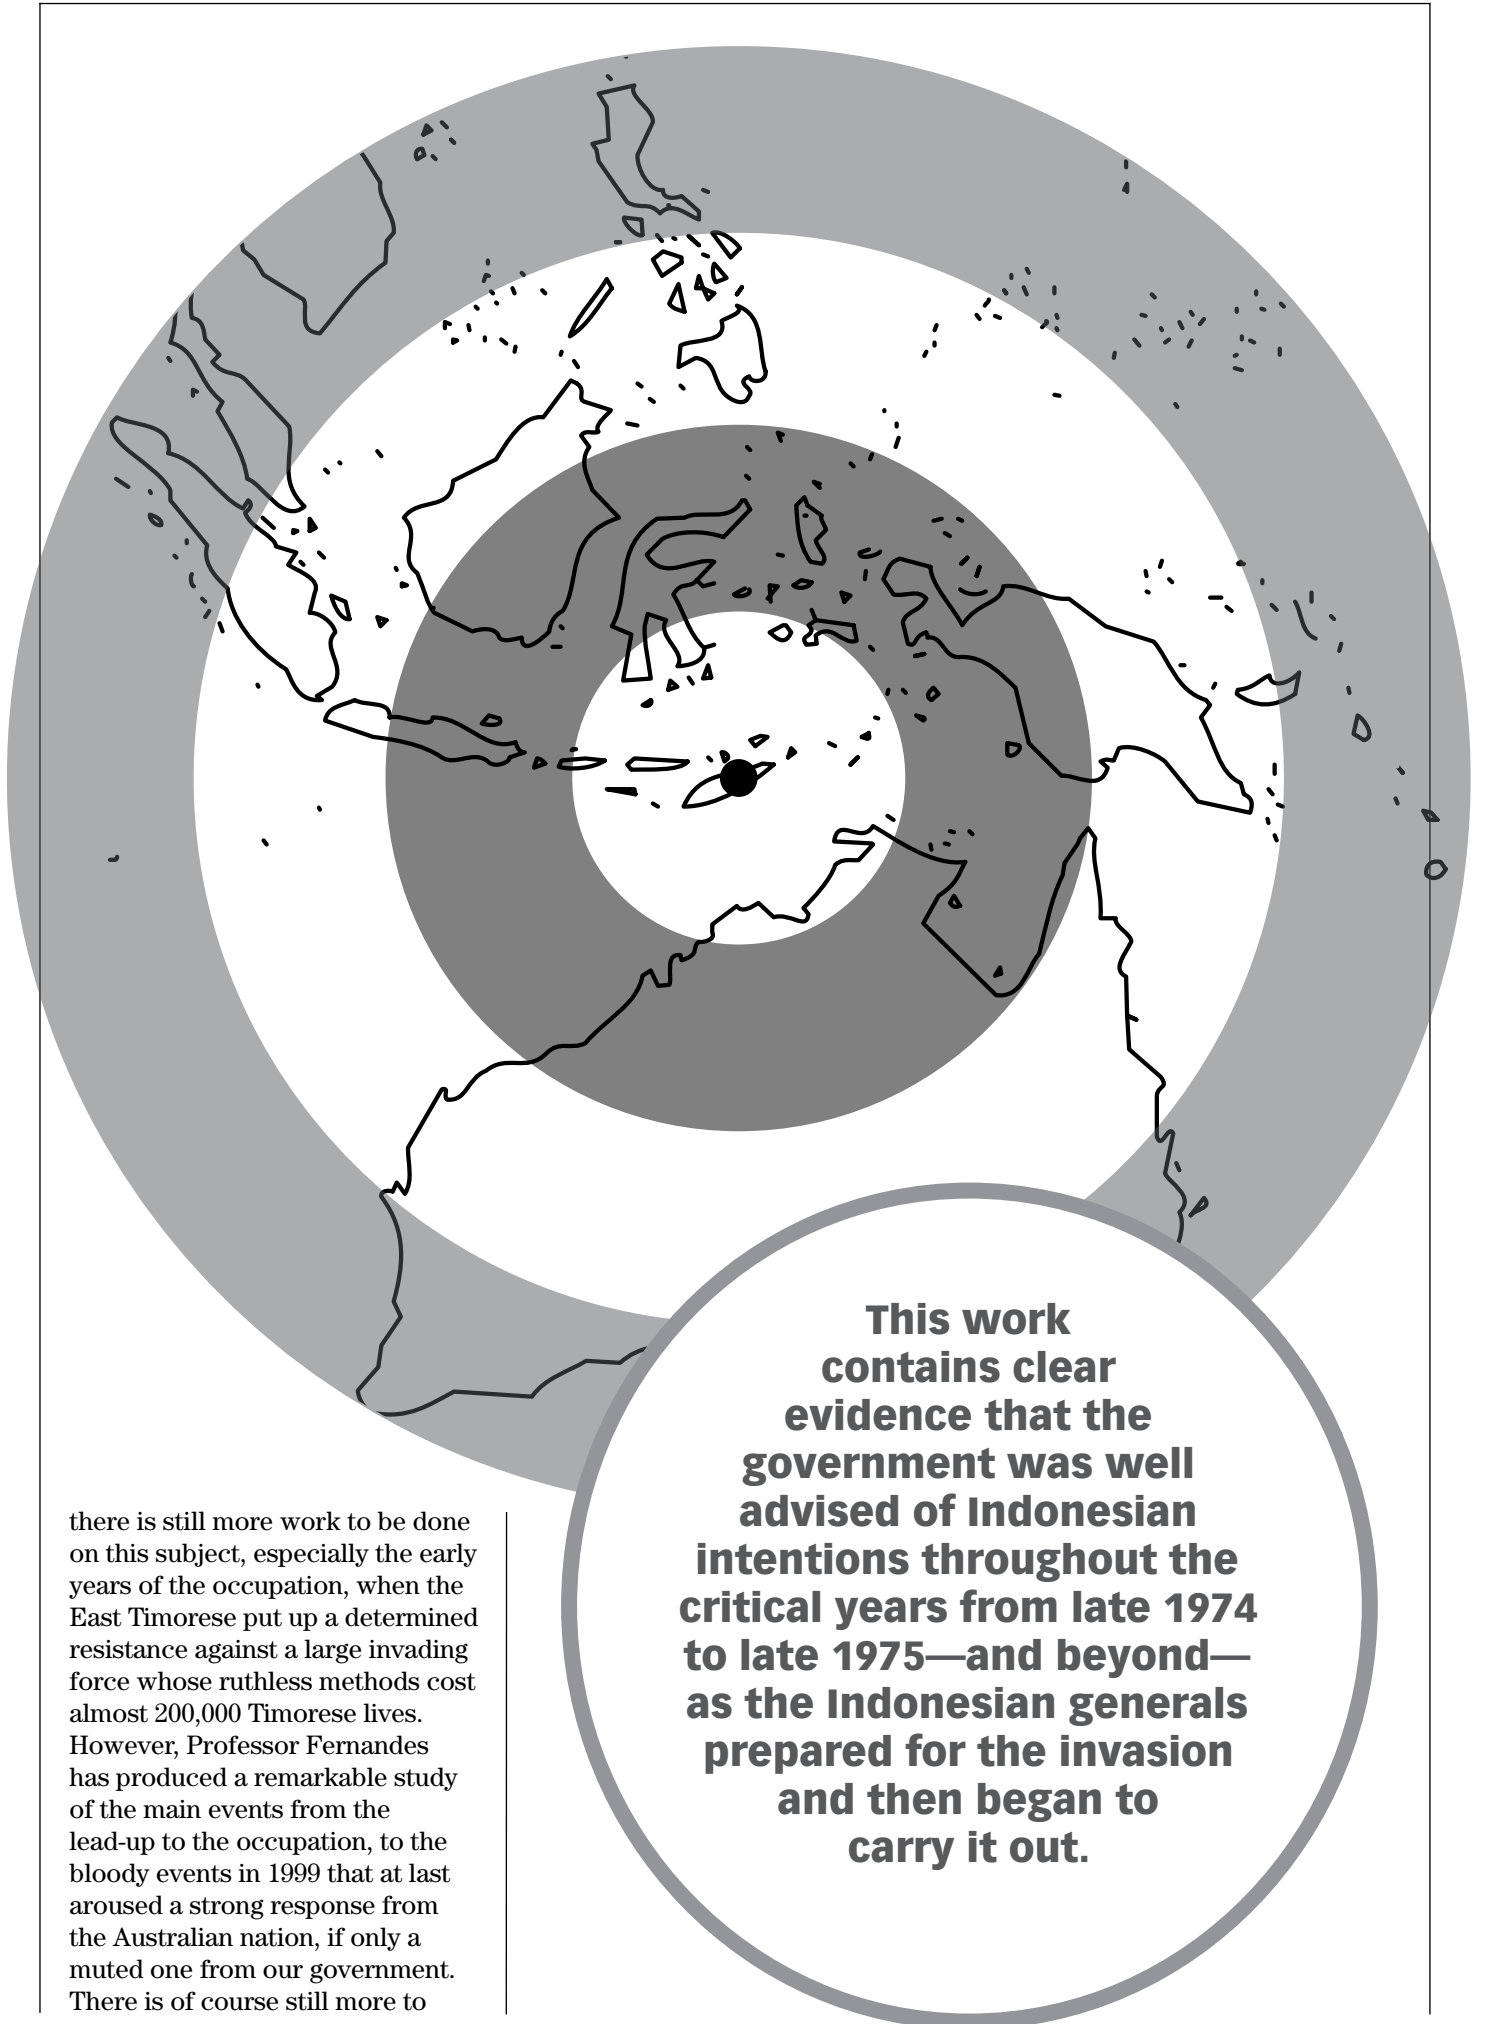 This work
contains clear
evidence that the
government was well
advised of Indonesian
intentions throughout the
critical years from late 1974
to late 1975—and beyond—
as the Indonesian generals
prepared for the invasion
and then began to
carry it out.
there is still more work to be done
on this subject, especially the early
years of the occupation, when the
East Timorese put up a determined
resistance against a large invading
force whose ruthless methods cost
almost 200,000 Timorese lives.
However, Professor Fernandes
has produced a remarkable study
of the main events from the
lead-up to the occupation, to the
bloody events in 1999 that at last
aroused a strong response from
the Australian nation, if only a
muted one from our government.
There is of course still more to